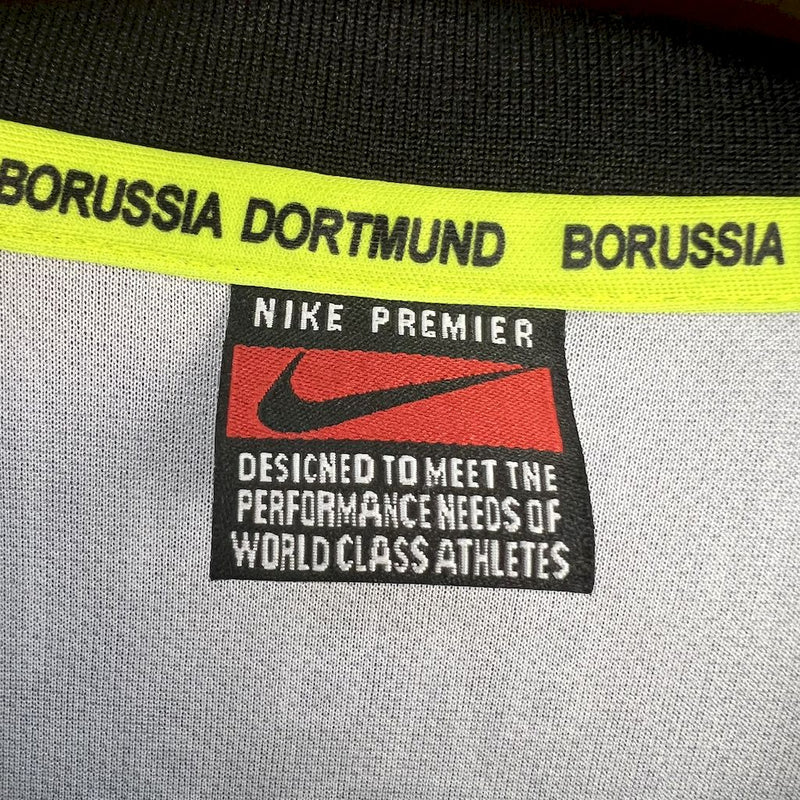 BORUSSIA DORTMUND BORUSSIA
NIKE PREMIER
DESIGNED TO MEET THE
PERFORMANCE NEEDS OF
WORLD CLASS ATHLETES